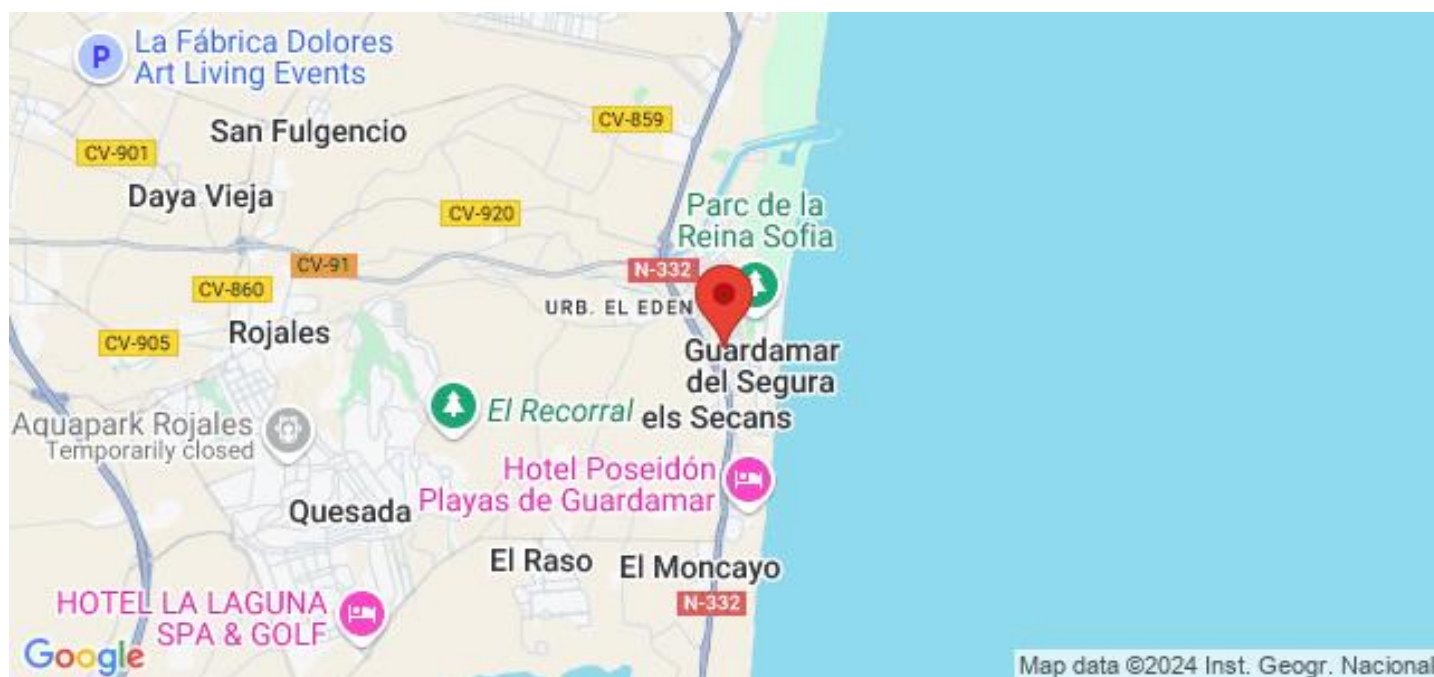 La Fábrica Dolores
Art Living Events
San Fulgencio
CV-859
CV-901
Daya Vieja
CV-920
Parc de la
Reina Sofia
CV-91
N-332
CV-860
URB. EL EDEN
Rojales
CV-905
Guardamar
del Segura
El Recorral
els Secans
Aquapark Rojales
Temporarily closed
Hotel Poseidón
Playas de Guardamar
Quesada
El Raso
El Moncayo
HOTEL LA LAGUNA
SPA & GOLF
N-332
Google
Map data ©2024 Inst. Geogr. Nacional